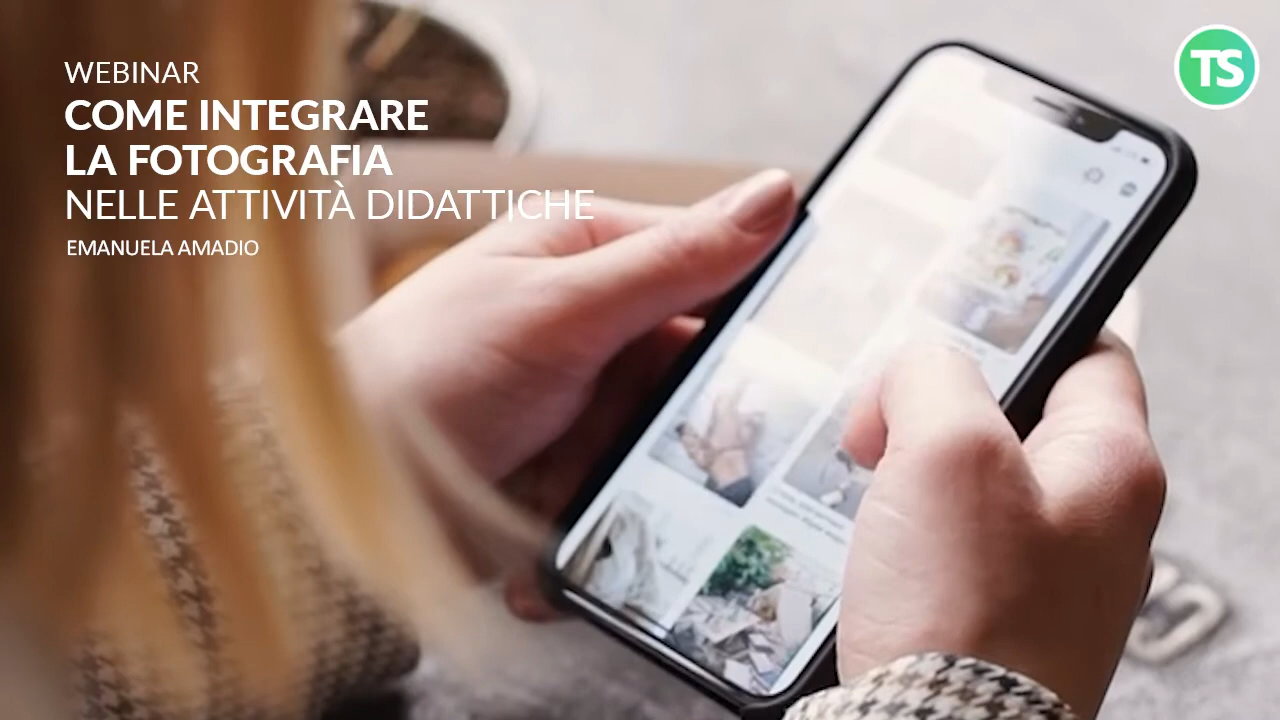 WEBINAR
COME INTEGRARE
LA FOTOGRAFIA
NELLE ATTIVITÀ DIDATTICHE
EMANUELA AMADIO
TS